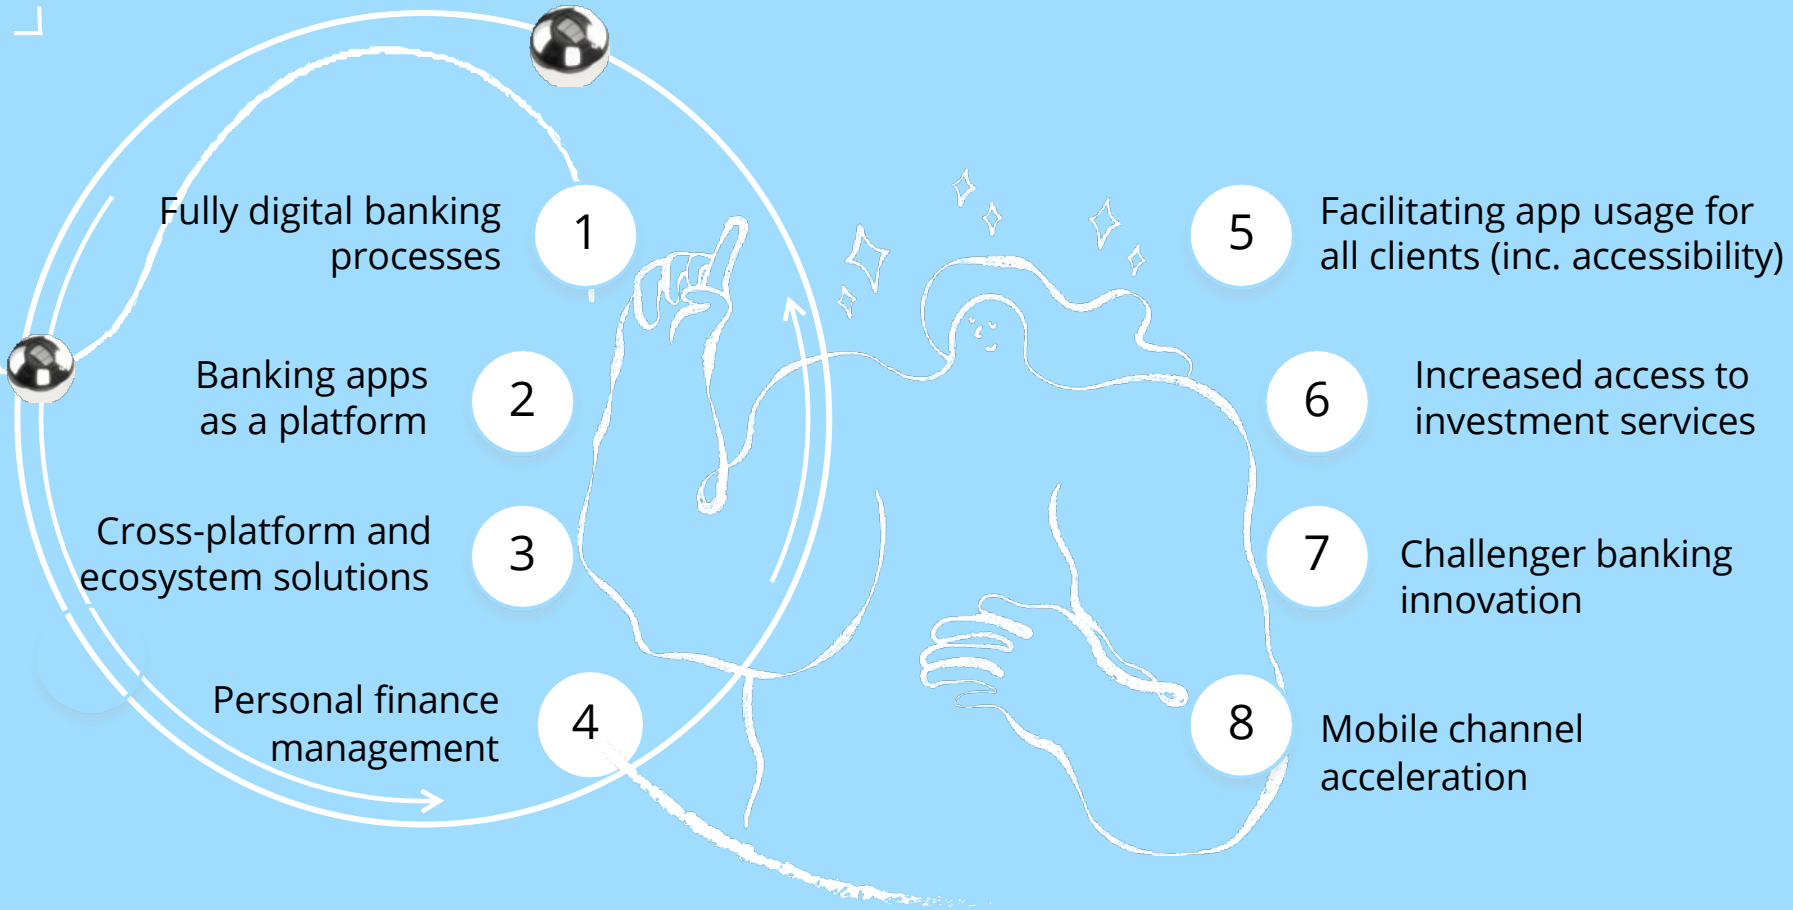 1
Fully digital banking
processes
2
Banking apps
as a platform
3
Cross-platform and
ecosystem solutions
4
Personal finance
management
5
Facilitating app usage for
all clients (inc. accessibility)
6
Increased access to
investment services
7
Challenger banking
innovation
8
Mobile channel
acceleration